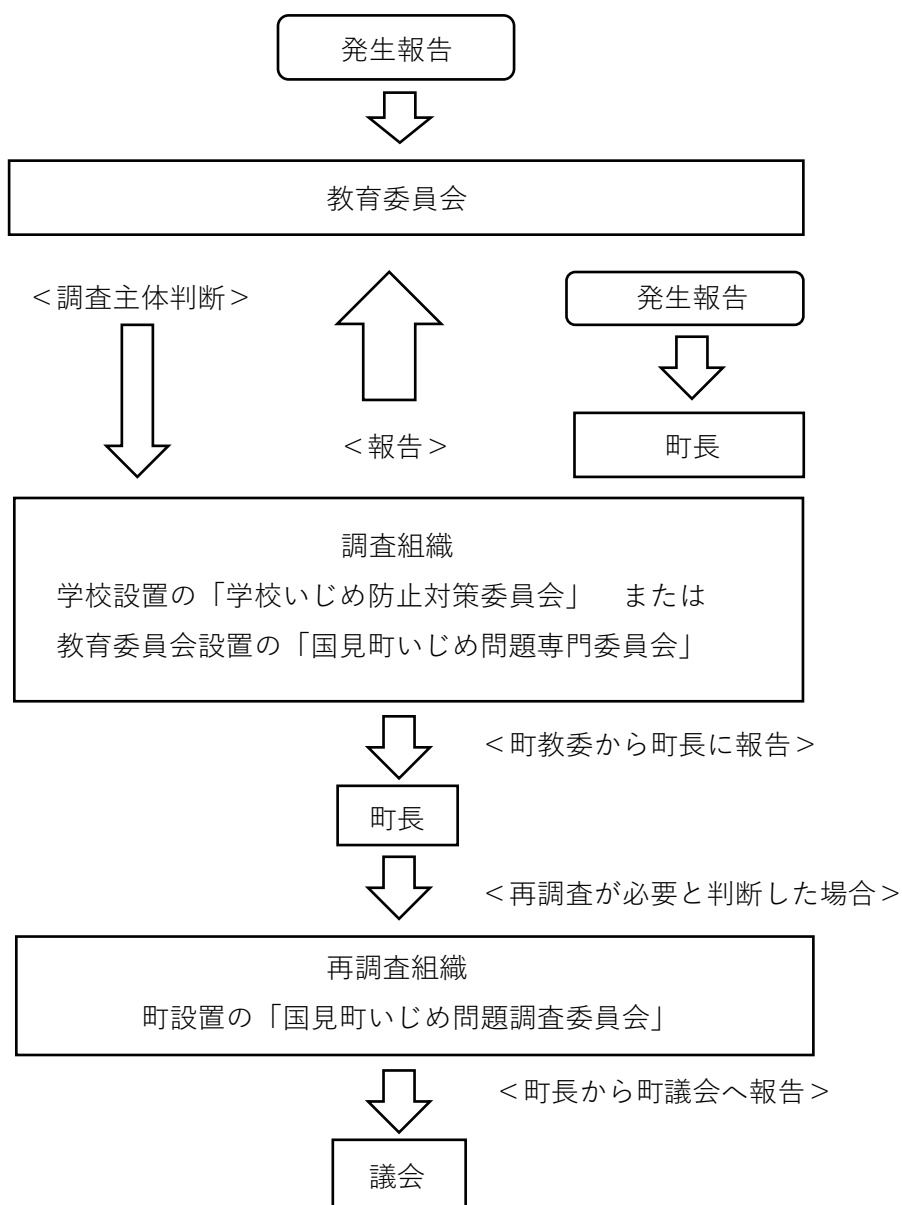 発生報告
教育委員会
＜調査主体判断＞
発生報告
＜報告＞
町長
調査組織
学校設置の「学校いじめ防止対策委員会」　または
教育委員会設置の「国見町いじめ問題専門委員会」
＜町教委から町長に報告＞
町長
＜再調査が必要と判断した場合＞
再調査組織
町設置の「国見町いじめ問題調査委員会」
＜町長から町議会へ報告＞
議会